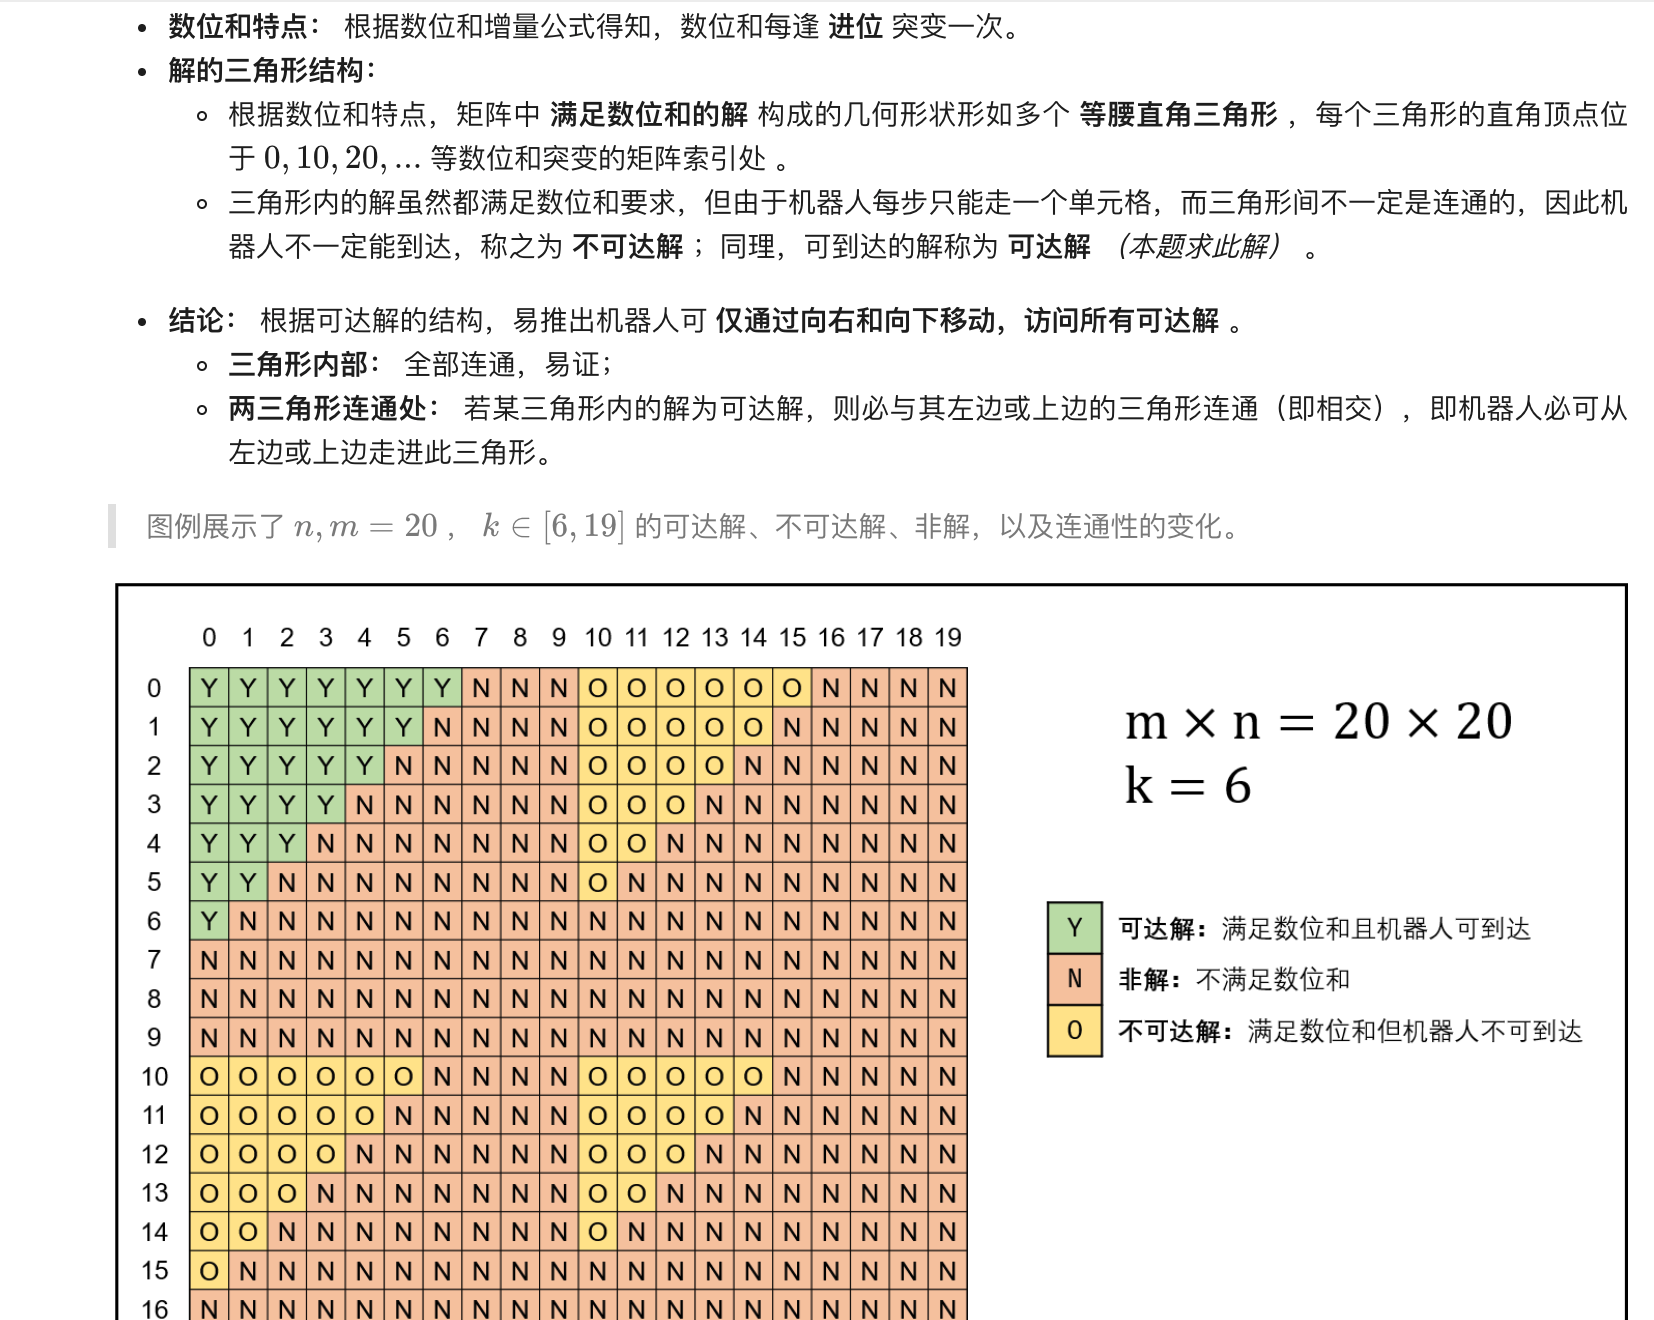 • 数位和特点： 根据数位和增量公式得知，数位和每逢 进位 突变一次。
• 解的三角形结构：
◦ 根据数位和特点，矩阵中 满足数位和的解 构成的几何形状形如多个 等腰直角三角形 ，每个三角形的直角顶点位
于 0, 10, 20, ... 等数位和突变的矩阵索引处 。
◦ 三角形内的解虽然都满足数位和要求，但由于机器人每步只能走一个单元格，而三角形间不一定是连通的，因此机
器人不一定能到达，称之为 不可达解 ；同理，可到达的解称为 可达解 （本题求此解） 。
• 结论： 根据可达解的结构，易推出机器人可 仅通过向右和向下移动，访问所有可达解 。
◦ 三角形内部： 全部连通，易证；
◦ 两三角形连通处： 若某三角形内的解为可达解，则必与其左边或上边的三角形连通（即相交），即机器人必可从
左边或上边走进此三角形。
图例展示了 n, m = 20 ， k ∈ [6, 19] 的可达解、不可达解、非解，以及连通性的变化。
0 1 2 3 4 5 6 7 8 9 10 11 12 13 14 15 16 17 18 19
0 Y Y Y Y Y Y Y N N N O O O O O O N N N N
1 Y Y Y Y Y Y N N N N O O O O O N N N N N
2 Y Y Y Y Y N N N N N O O O O N N N N N N
3 Y Y Y Y N N N N N N O O O N N N N N N N
4 Y Y Y N N N N N N N O O N N N N N N N N
5 Y Y N N N N N N N N O N N N N N N N N N
6 Y N N N N N N N N N N N N N N N N N N N
7 N N N N N N N N N N N N N N N N N N N N
8 N N N N N N N N N N N N N N N N N N N N
9 N N N N N N N N N N N N N N N N N N N N
10 O O O O O O N N N N O O O O O N N N N N
11 O O O O O N N N N N O O O O N N N N N N
12 O O O O N N N N N N O O O N N N N N N N
13 O O O N N N N N N N O O N N N N N N N N
14 O O N N N N N N N N O N N N N N N N N N
15 O N N N N N N N N N N N N N N N N N N N
16 N N N N N N N N N N N N N N N N N N N N
m × n = 20 × 20
k = 6
Y 可达解：满足数位和且机器人可到达
N 非解：不满足数位和
O 不可达解：满足数位和但机器人不可到达